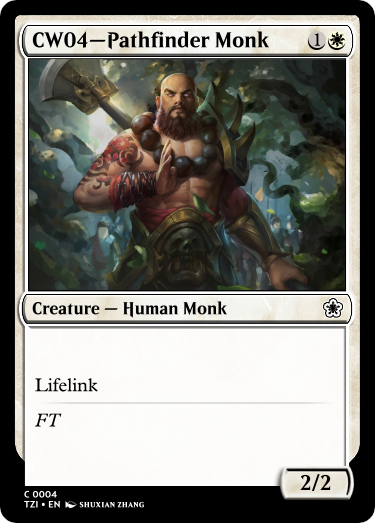 CW04—Pathfinder Monk 1
Creature — Human Monk
Lifelink
FT
2/2
C 0004
TZI • EN SHUXIAN ZHANG